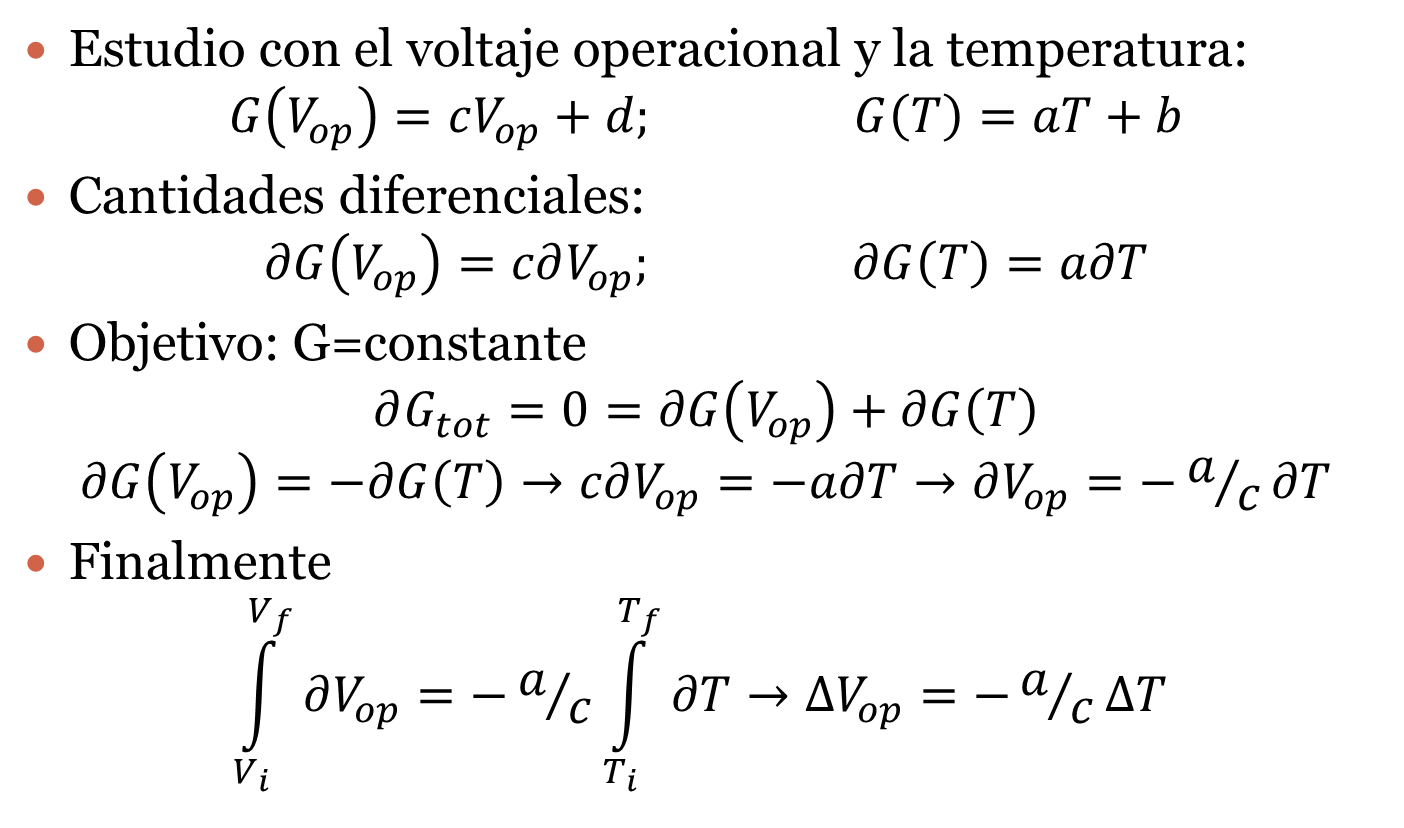 • Estudio con el voltaje operacional y la temperatura:
G(V_op) = cV_op + d; G(T) = aT + b
• Cantidades diferenciales:
∂G(V_op) = c∂V_op; ∂G(T) = a∂T
• Objetivo: G=constante
∂G_tot = 0 = ∂G(V_op) + ∂G(T)
∂G(V_op) = −∂G(T) → c∂V_op = −a∂T → ∂V_op = − a/c ∂T
• Finalmente
∫_{V_i}^{V_f} ∂V_op = − a/c ∫_{T_i}^{T_f} ∂T → ΔV_op = − a/c ΔT